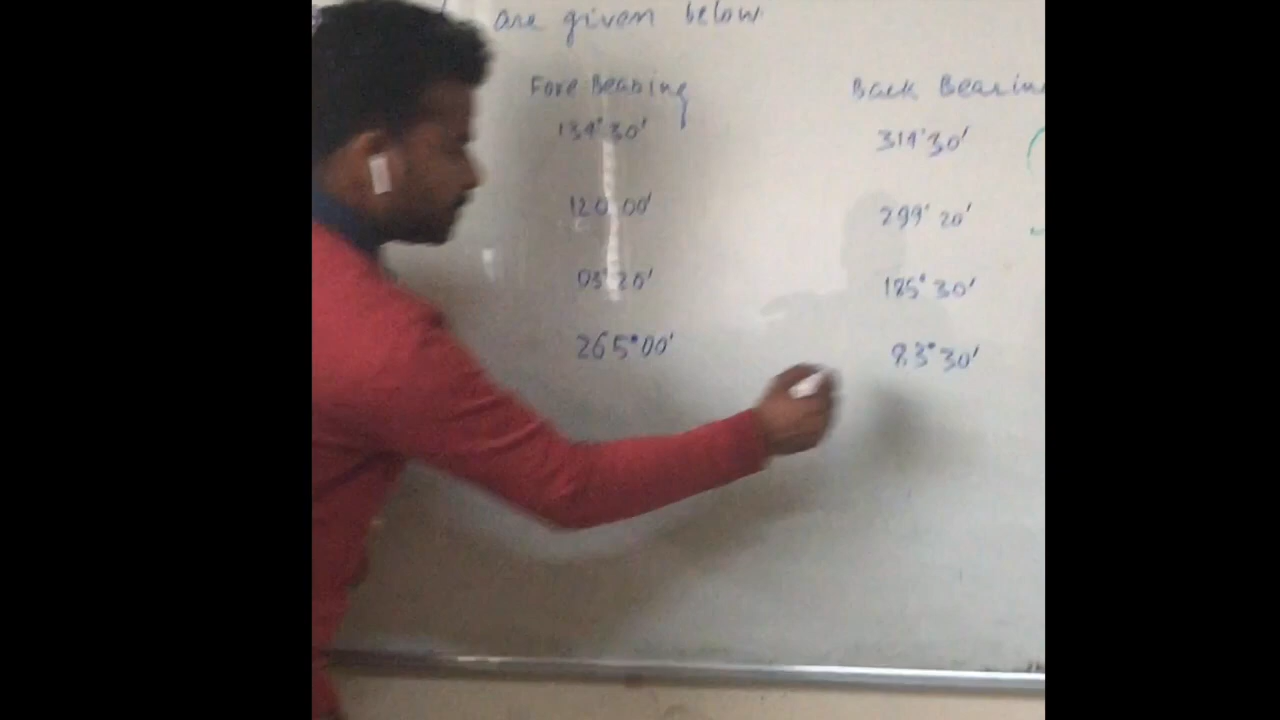 are given below
Fore Bearing Back Bearing
134°30' 314°30'
120°00' 299°20'
05°20' 185°30'
265°00' 83°30'